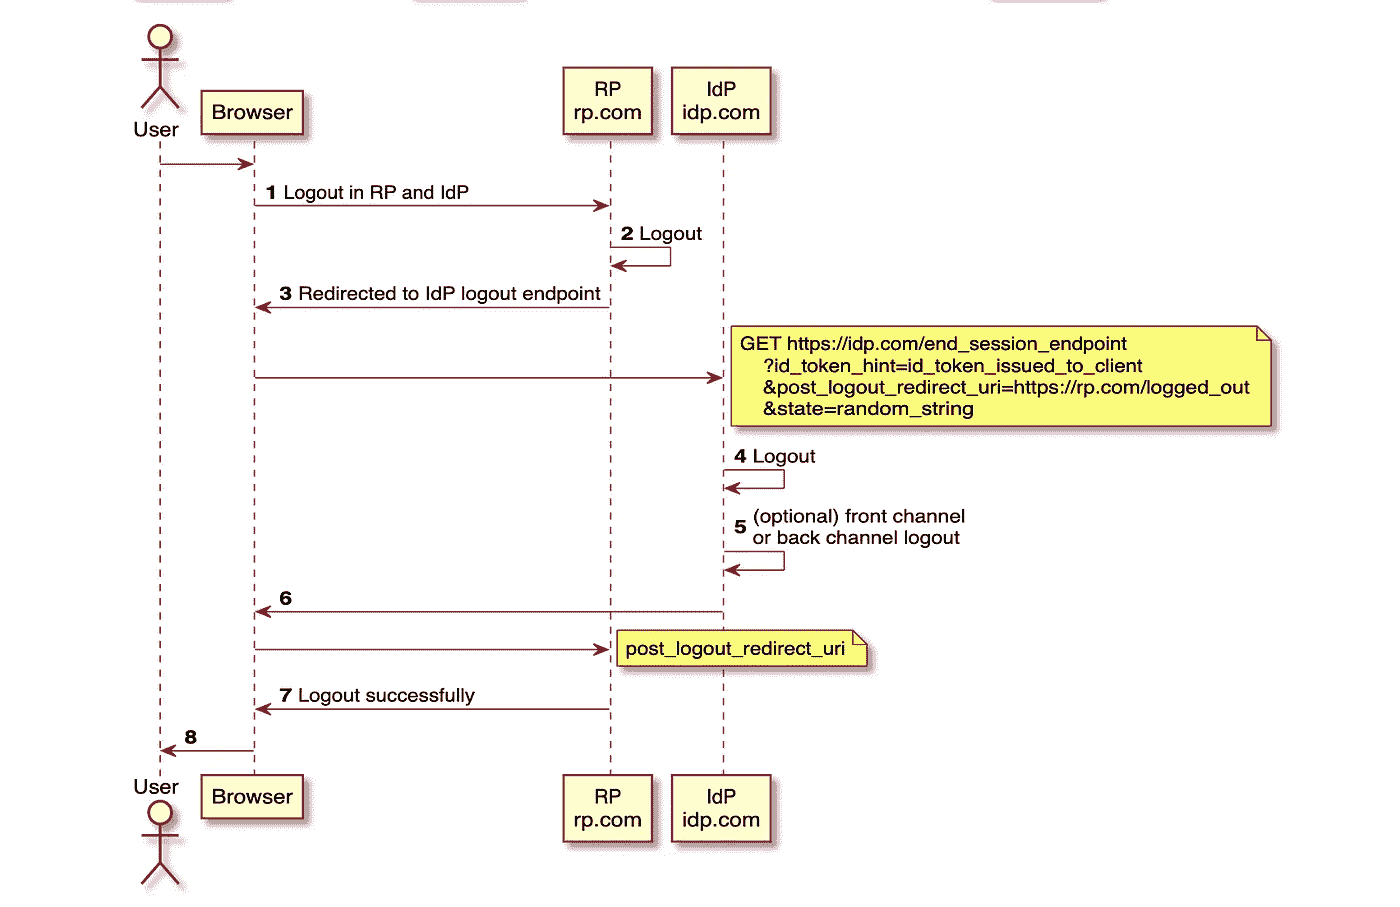 User
Browser
RP
rp.com
IdP
idp.com
1 Logout in RP and IdP
2 Logout
3 Redirected to IdP logout endpoint
GET https://idp.com/end_session_endpoint
?id_token_hint=id_token_issued_to_client
&post_logout_redirect_uri=https://rp.com/logged_out
&state=random_string
4 Logout
5 (optional) front channel
or back channel logout
6
post_logout_redirect_uri
7 Logout successfully
8
User
Browser
RP
rp.com
IdP
idp.com